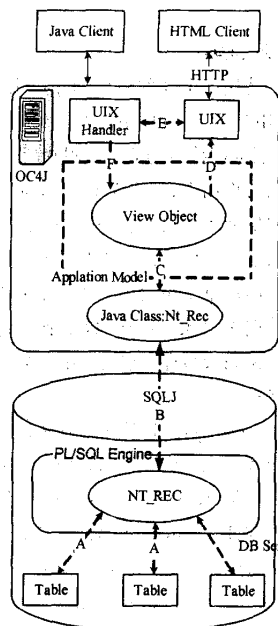 Java Client
HTML Client
HTTP
UIX
Handler
E
UIX
OC4J
F
D
View Object
Applation Model
C
Java Class:Nt_Rec
SQLJ
B
PL/SQL Engine
NT_REC
A
A
DB Se
Table
Table
Table